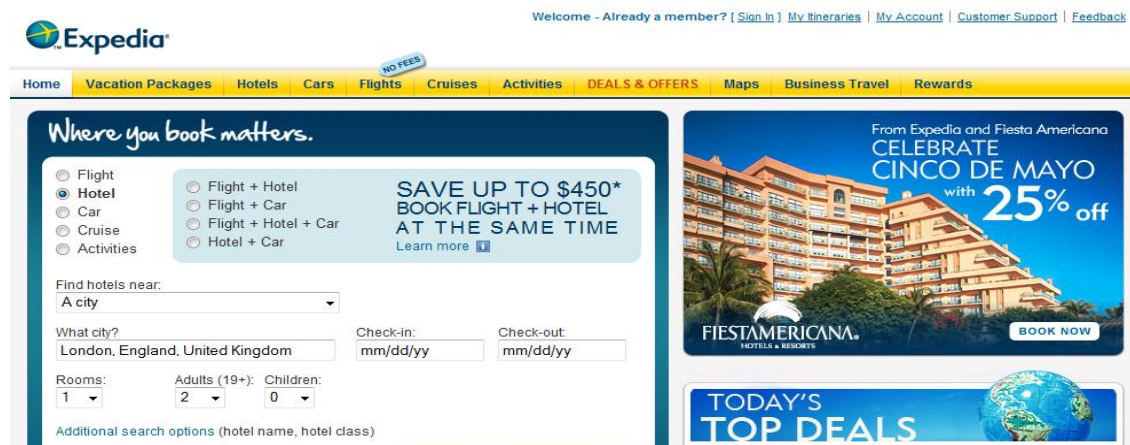 Welcome - Already a member? [ Sign In ] My Itineraries | My Account | Customer Support | Feedback
Expedia
NO FEES
Home Vacation Packages Hotels Cars Flights Cruises Activities DEALS & OFFERS Maps Business Travel Rewards
Where you book matters.
Flight
Hotel
Car
Cruise
Activities
Flight + Hotel
Flight + Car
Flight + Hotel + Car
Hotel + Car
SAVE UP TO $450*
BOOK FLIGHT + HOTEL
AT THE SAME TIME
Learn more
Find hotels near:
A city
What city? Check-in: Check-out:
London, England, United Kingdom mm/dd/yy mm/dd/yy
Rooms: Adults (19+): Children:
1 2 0
Additional search options (hotel name, hotel class)
From Expedia and Fiesta Americana
CELEBRATE
CINCO DE MAYO
with 25% off
FIESTAMERICANA.
HOTELS & RESORTS
BOOK NOW
TODAY'S
TOP DEALS